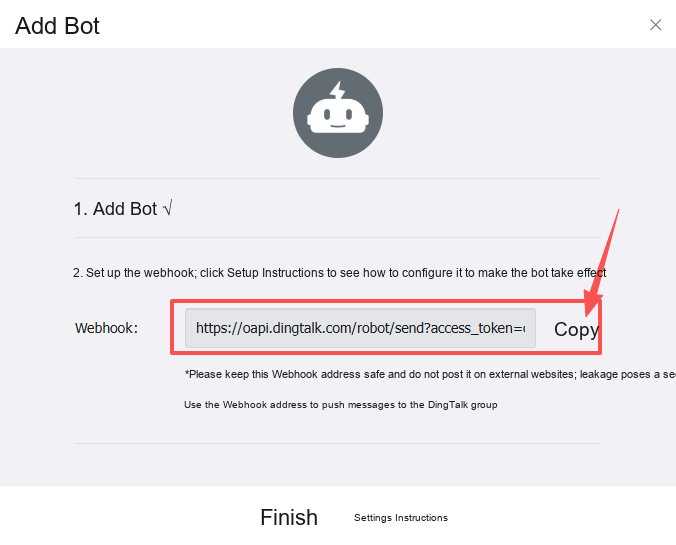 Add Bot
1. Add Bot √
2. Set up the webhook; click Setup Instructions to see how to configure it to make the bot take effect
Webhook: https://oapi.dingtalk.com/robot/send?access_token= Copy
*Please keep this Webhook address safe and do not post it on external websites; leakage poses a
Use the Webhook address to push messages to the DingTalk group
Finish Settings Instructions